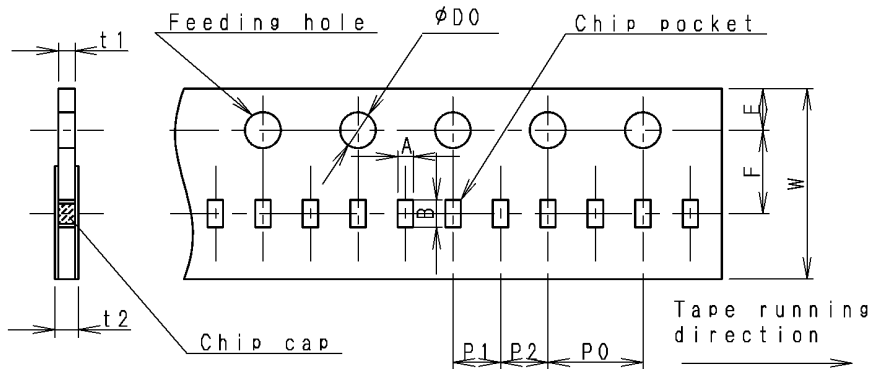 t1
Feeding hole
φD0
Chip pocket
A
B
E
F
W
t2
Chip cap
P1
P2
P0
Tape running
direction